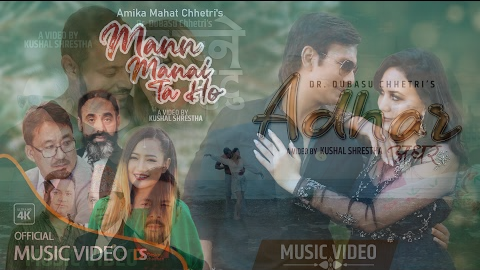 Amika Mahat Chhetri's
Mann
Manai
Ta Ho
A VIDEO BY
KUSHAL SHRESTHA
A VIDEO BY
KUSHAL SHRESTHA
DR. DUBASU CHHETRI'S
Adhar
A VIDEO BY KUSHAL SHRESTHA
4K
OFFICIAL
MUSIC VIDEO
MUSIC VIDEO